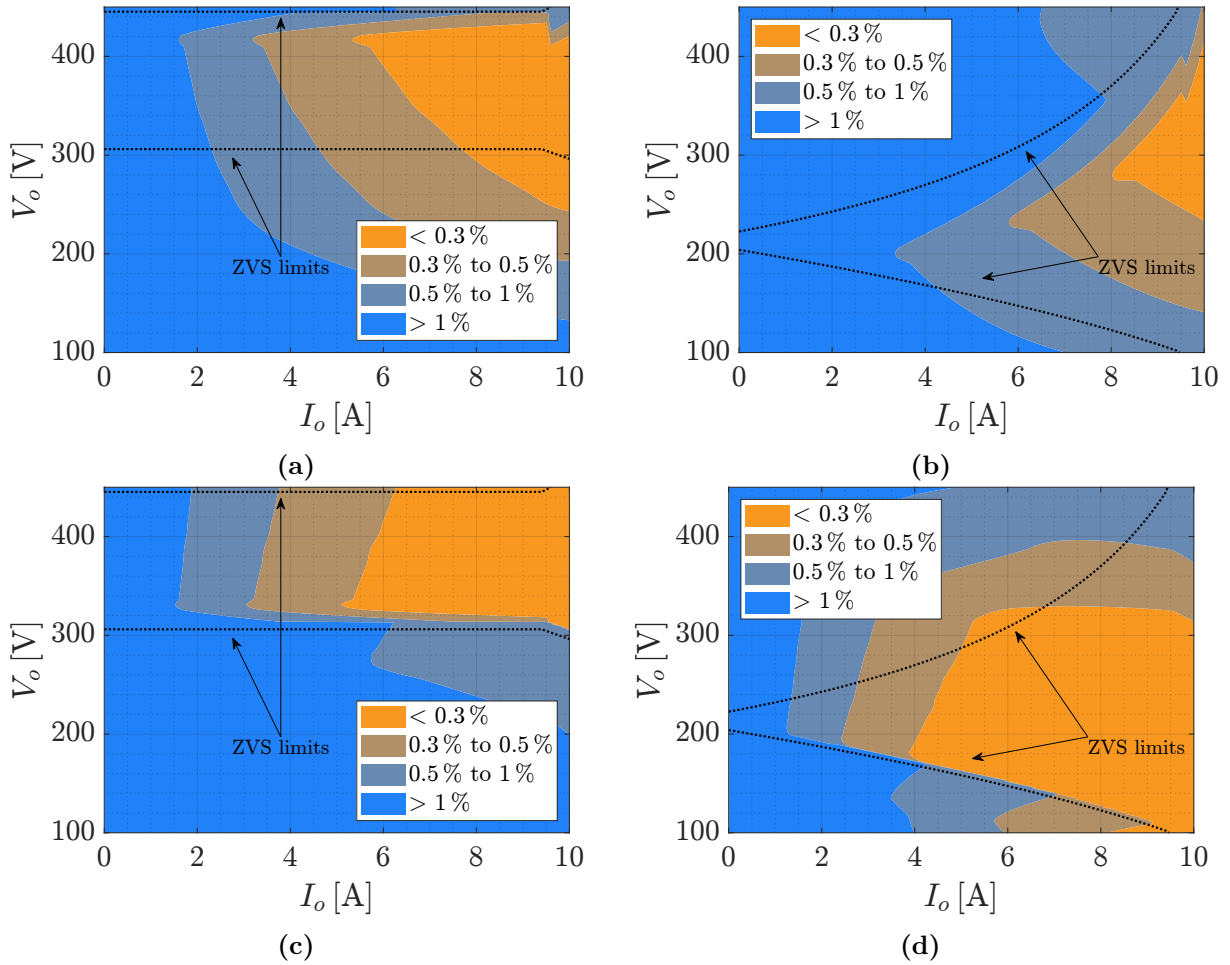 400
300
200
100
V_o [V]
ZVS limits
< 0.3 %
0.3 % to 0.5 %
0.5 % to 1 %
> 1 %
0 2 4 6 8 10
I_o [A]
(a)
400
300
200
100
V_o [V]
< 0.3 %
0.3 % to 0.5 %
0.5 % to 1 %
> 1 %
ZVS limits
0 2 4 6 8 10
I_o [A]
(b)
400
300
200
100
V_o [V]
ZVS limits
< 0.3 %
0.3 % to 0.5 %
0.5 % to 1 %
> 1 %
0 2 4 6 8 10
I_o [A]
(c)
400
300
200
100
V_o [V]
< 0.3 %
0.3 % to 0.5 %
0.5 % to 1 %
> 1 %
ZVS limits
0 2 4 6 8 10
I_o [A]
(d)